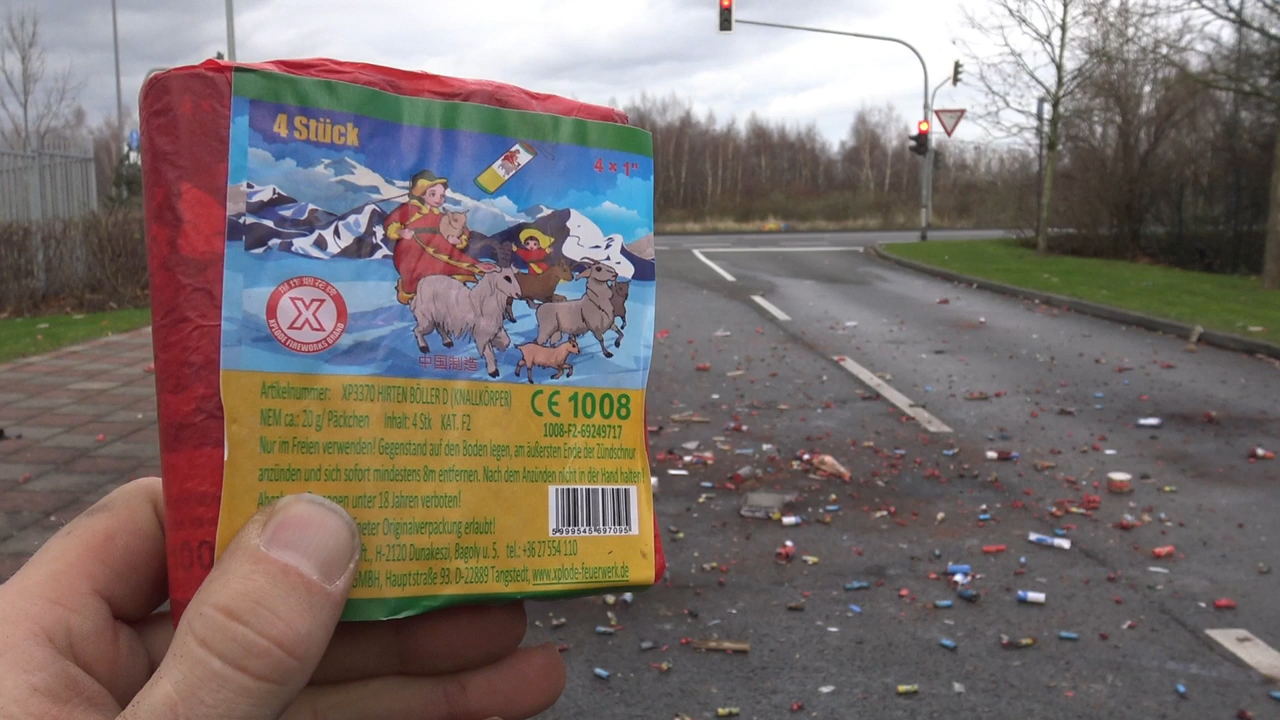 4 Stück
4 x 1"
X
XPLODE FIREWORKS BRAND
中国制造
Artikelnummer: XP3370 HIRTEN BÖLLER D (KNALLKÖRPER)
NEM ca.: 20 g/ Päckchen Inhalt: 4 Stk KAT. F2
CE 1008
1008-F2-69249717
Nur im Freien verwenden! Gegenstand auf den Boden legen, am äußersten Ende der Zündschnur
anzünden und sich sofort mindestens 8m entfernen. Nach dem Anzünden nicht in der Hand halten!
unter 18 Jahren verboten!
Originalverpackung erlaubt!
H-2120 Dunakeszi, Bagoly u. 5. tel.: +36 27 554 110
GMBH, Hauptstraße 93. D-22889 Tangstedt, www.xplode-feuerwerk.de
5999545 697095